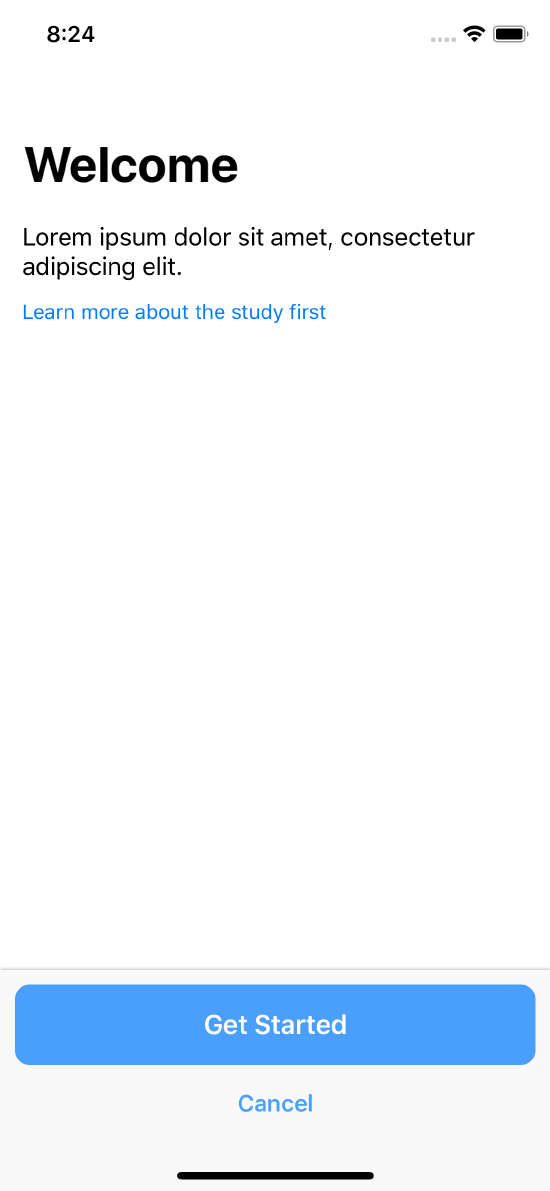 8:24
Welcome
Lorem ipsum dolor sit amet, consectetur
adipiscing elit.
Learn more about the study first
Get Started
Cancel